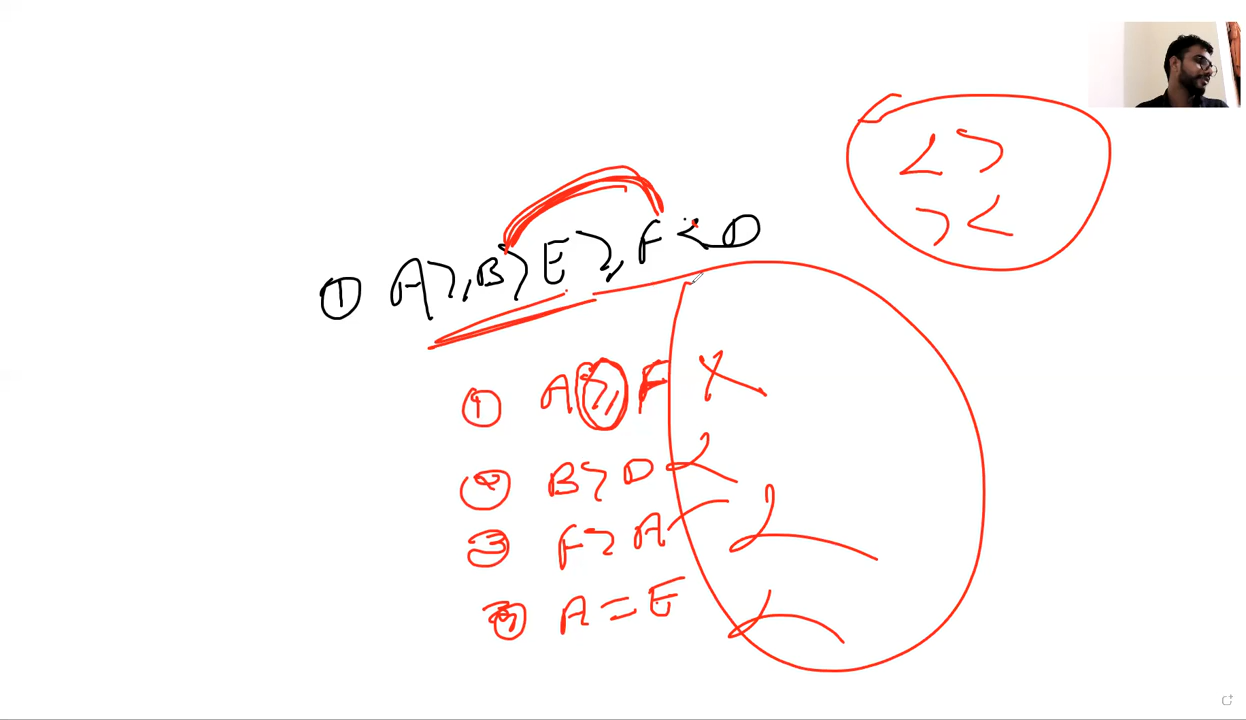 < >
> <
① A ≥, B > E ≥, F < D
① A ≥, F ×
② B > D ×
③ F > A ×
④ A = E ×